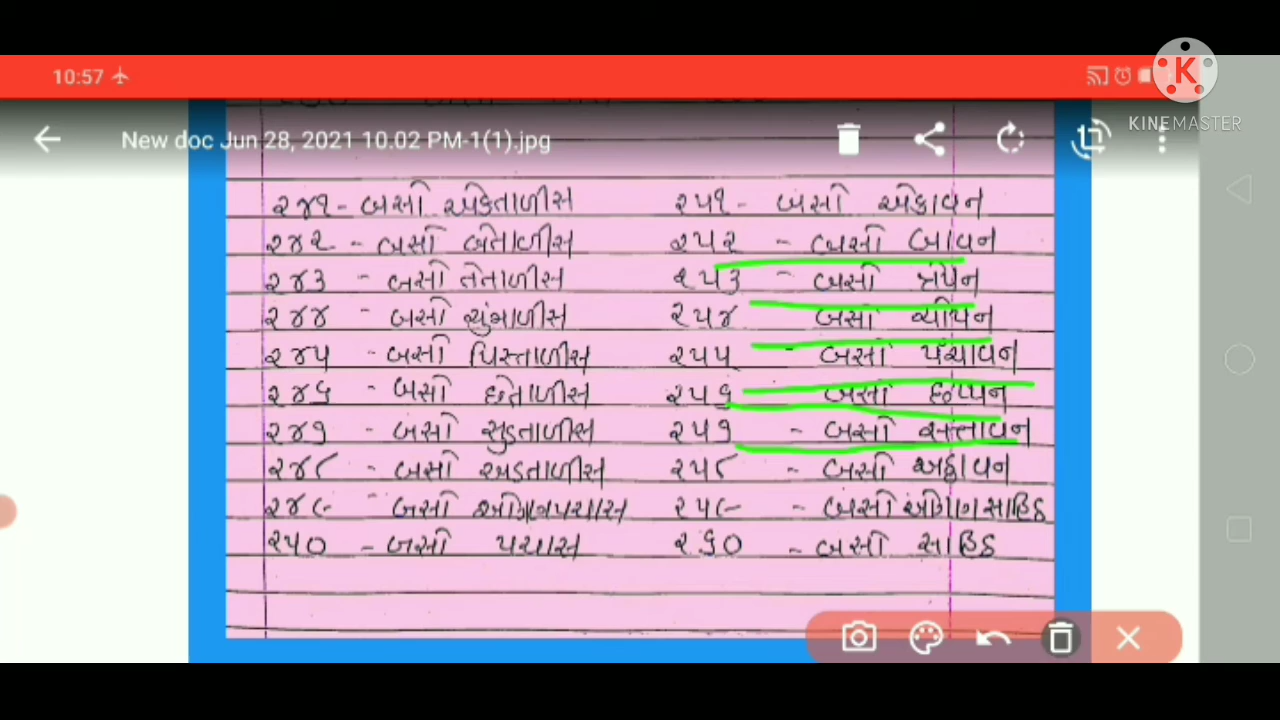 10:57
KINEMASTER
New doc Jun 28, 2021 10.02 PM-1(1).jpg
૨૪૧ - બસો એકતાળીસ ૨૫૧ - બસો એકાવન
૨૪૨ - બસો બેતાળીસ ૨૫૨ - બસો બાવન
૨૪૩ - બસો તેતાળીસ ૨૫૩ - બસો ત્રેપન
૨૪૪ - બસો ચુંમાળીસ ૨૫૪ બસો ચોપન
૨૪૫ - બસો પિસ્તાળીસ ૨૫૫ - બસો પંચાવન
૨૪૬ - બસો છેતાળીસ ૨૫૬ બસો છપ્પન
૨૪૭ - બસો સુડતાળીસ ૨૫૭ - બસો સત્તાવન
૨૪૮ - બસો અડતાળીસ ૨૫૮ - બસો અઠ્ઠાવન
૨૪૯ - બસો ઓગણપચાસ ૨૫૯ - બસો ઓગણસાહિઠ
૨૫૦ - બસો પચાસ ૨૬૦ - બસો સાહિઠ